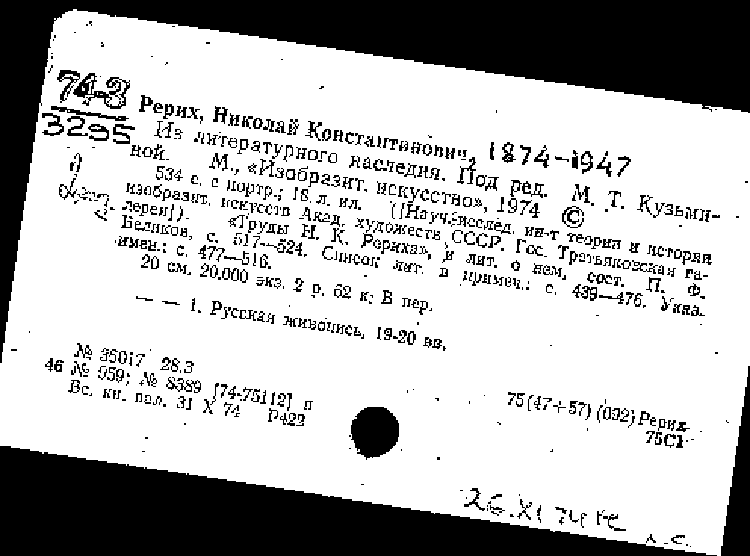 74-3
3295
Рерих, Николай Константинович, 1874-1947
Из литературного наследия. Под ред. М. Т. Кузьми-
ной. М., «Изобразит. искусство», 1974 ©
534 с. с портр.; 18 л. ил. ([Науч.-исслед. ин-т теории и истории
изобразит. искусств Акад. художеств СССР. Гос. Третьяковская га-
лерея]). «Труды Н. К. Рериха», и лит. о нем, сост. П. Ф.
Беликов, с. 517—524. Список лит. в примеч.: с. 439—476. Указ.
имен.: с. 477—516.
20 см. 20.000 экз. 2 р. 62 к. В пер.
— — 1. Русская живопись, 19-20 вв.
№ 35017 28.3
46 № 959; № 8389 [74-75112] п
Вс. кн. пал. 31 X 74 Р422
75(47+57)(092)Рерих
75С1
26.XI 74